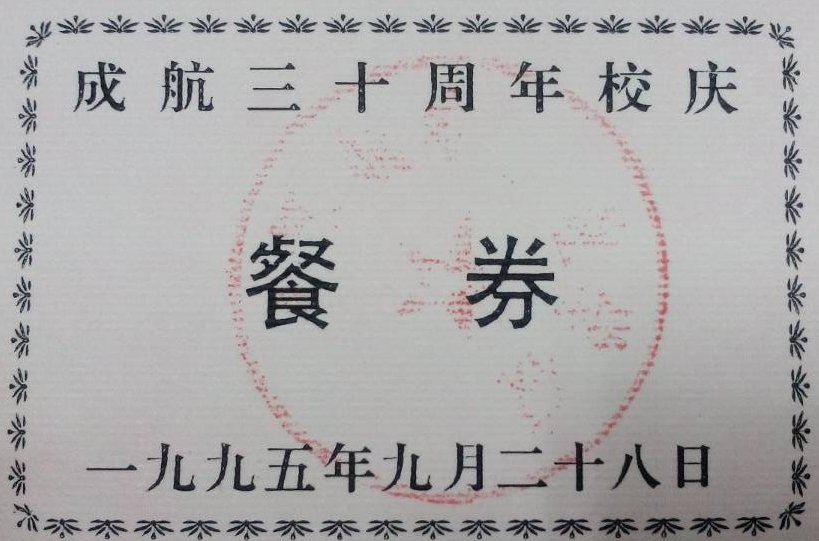 成航三十周年校庆
餐券
一九九五年九月二十八日